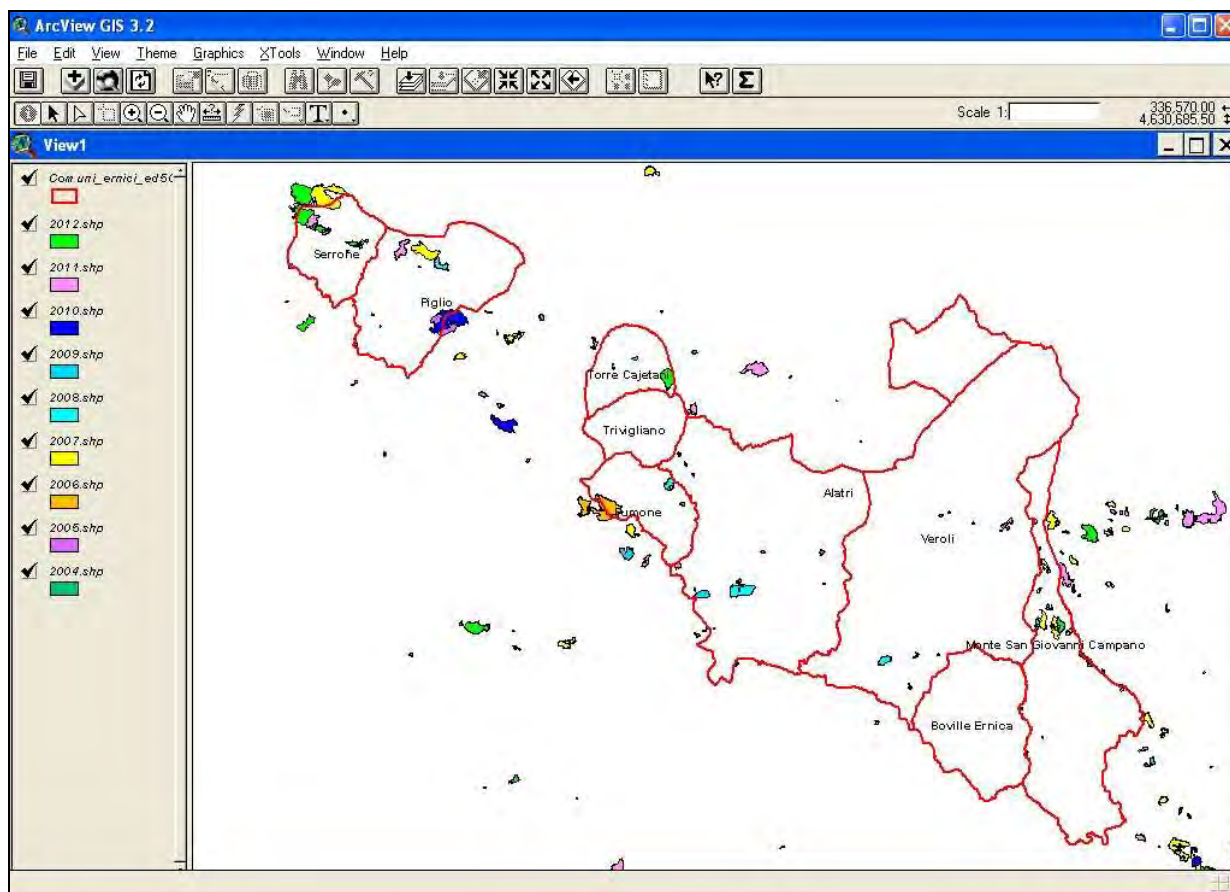 ArcView GIS 3.2
File Edit View Theme Graphics XTools Window Help
Scale 1:
336,570.00
4,630,685.50
View1
Comuni_ernici_ed50
2012.shp
2011.shp
2010.shp
2009.shp
2008.shp
2007.shp
2006.shp
2005.shp
2004.shp
Serrone
Piglio
Torre Cajetani
Trivigliano
Fumone
Alatri
Veroli
Monte San Giovanni Campano
Boville Ernica